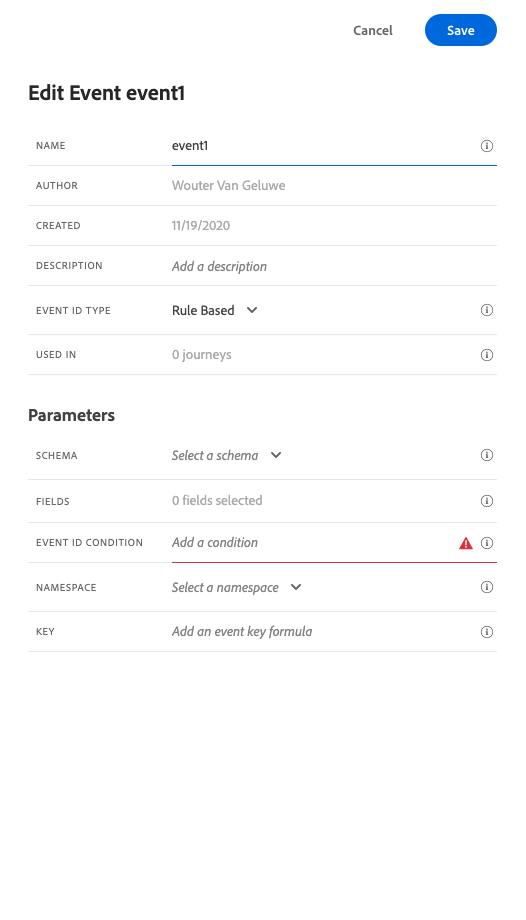 Cancel Save
Edit Event event1
NAME event1
AUTHOR Wouter Van Geluwe
CREATED 11/19/2020
DESCRIPTION Add a description
EVENT ID TYPE Rule Based
USED IN 0 journeys
Parameters
SCHEMA Select a schema
FIELDS 0 fields selected
EVENT ID CONDITION Add a condition
NAMESPACE Select a namespace
KEY Add an event key formula